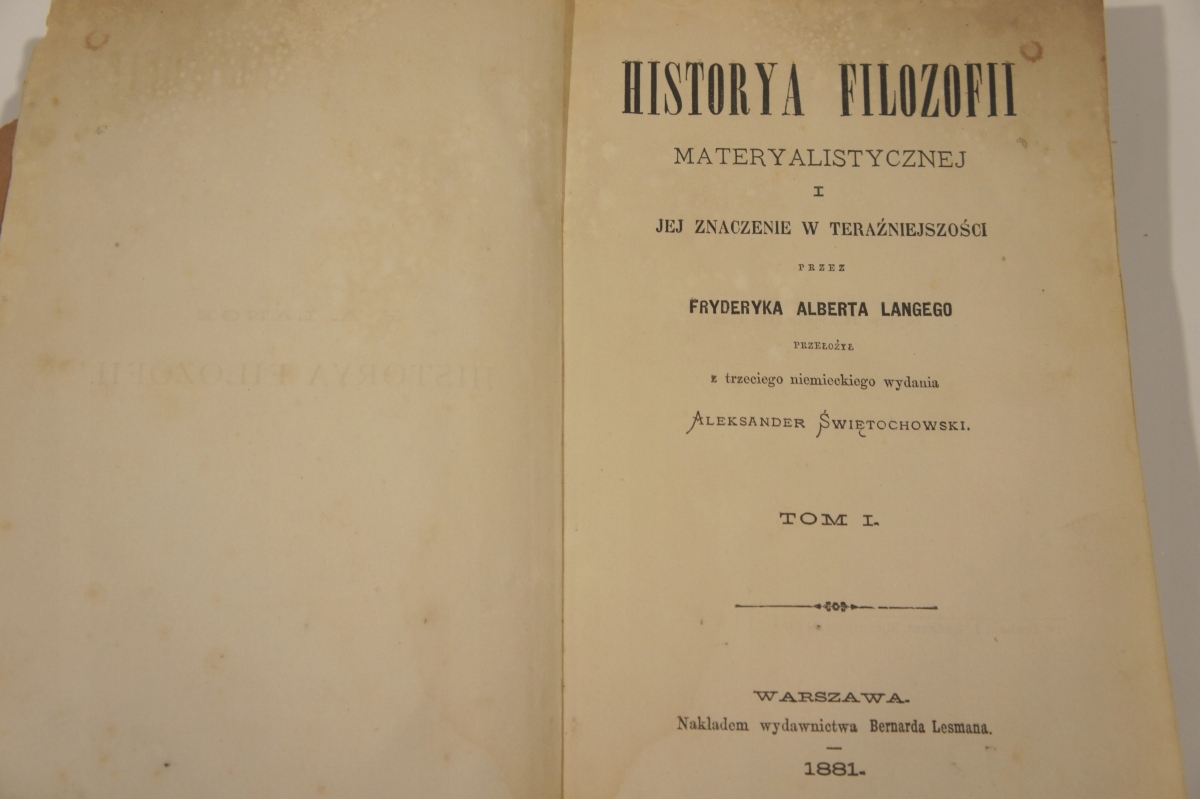 HISTORYA FILOZOFII
MATERYALISTYCZNEJ
I
JEJ ZNACZENIE W TERAŹNIEJSZOŚCI
PRZEZ
FRYDERYKA ALBERTA LANGEGO
PRZEŁOŻYŁ
z trzeciego niemieckiego wydania
ALEKSANDER ŚWIĘTOCHOWSKI.
TOM I.
WARSZAWA.
Nakladem wydawnictwa Bernarda Lesmana.
1881.